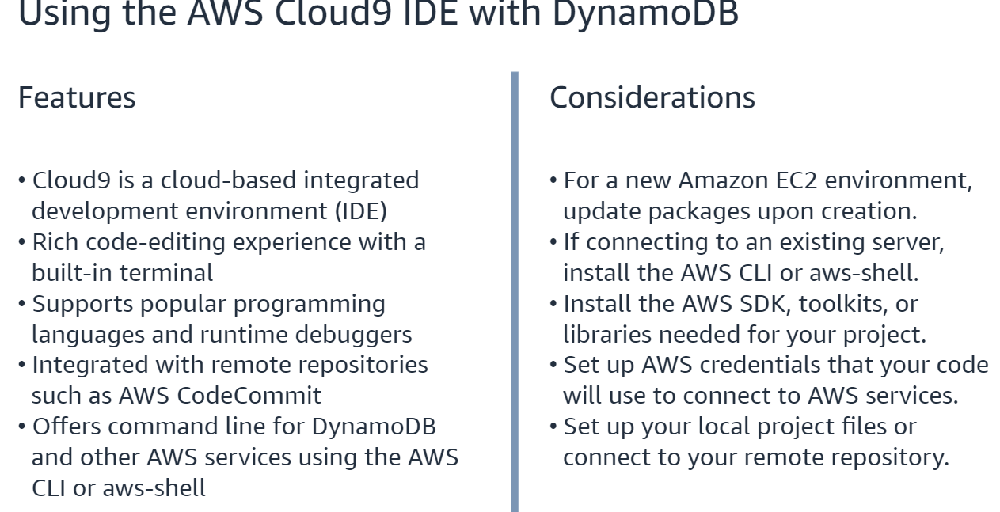 Using the AWS Cloud9 IDE with DynamoDB
Features
• Cloud9 is a cloud-based integrated
development environment (IDE)
• Rich code-editing experience with a
built-in terminal
• Supports popular programming
languages and runtime debuggers
• Integrated with remote repositories
such as AWS CodeCommit
• Offers command line for DynamoDB
and other AWS services using the AWS
CLI or aws-shell
Considerations
• For a new Amazon EC2 environment,
update packages upon creation.
• If connecting to an existing server,
install the AWS CLI or aws-shell.
• Install the AWS SDK, toolkits, or
libraries needed for your project.
• Set up AWS credentials that your code
will use to connect to AWS services.
• Set up your local project files or
connect to your remote repository.